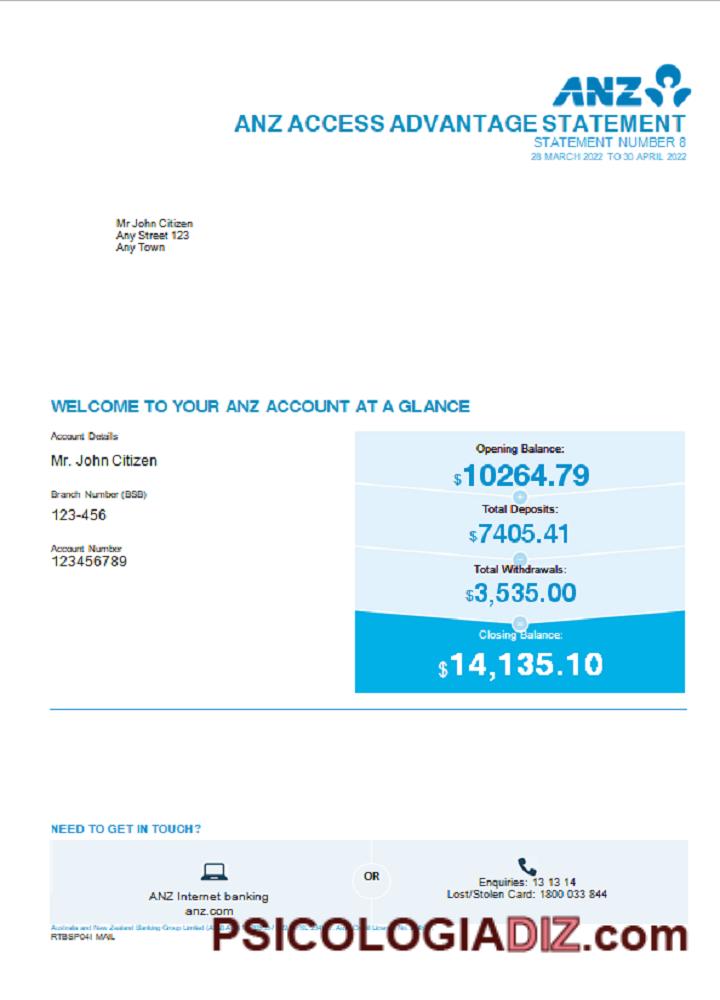 ANZ
ANZ ACCESS ADVANTAGE STATEMENT
STATEMENT NUMBER 8
28 MARCH 2022 TO 30 APRIL 2022
Mr John Citizen
Any Street 123
Any Town
WELCOME TO YOUR ANZ ACCOUNT AT A GLANCE
Account Details
Mr. John Citizen
Branch Number (BSB)
123-456
Account Number
123456789
Opening Balance:
$10264.79
+
Total Deposits:
$7405.41
-
Total Withdrawals:
$3,535.00
=
Closing Balance:
$14,135.10
NEED TO GET IN TOUCH?
ANZ Internet banking
anz.com
OR
Enquiries: 13 13 14
Lost/Stolen Card: 1800 033 844
Australia and New Zealand Banking Group Limited
RTBSP041 MAIL
PSICOLOGIADIZ.com